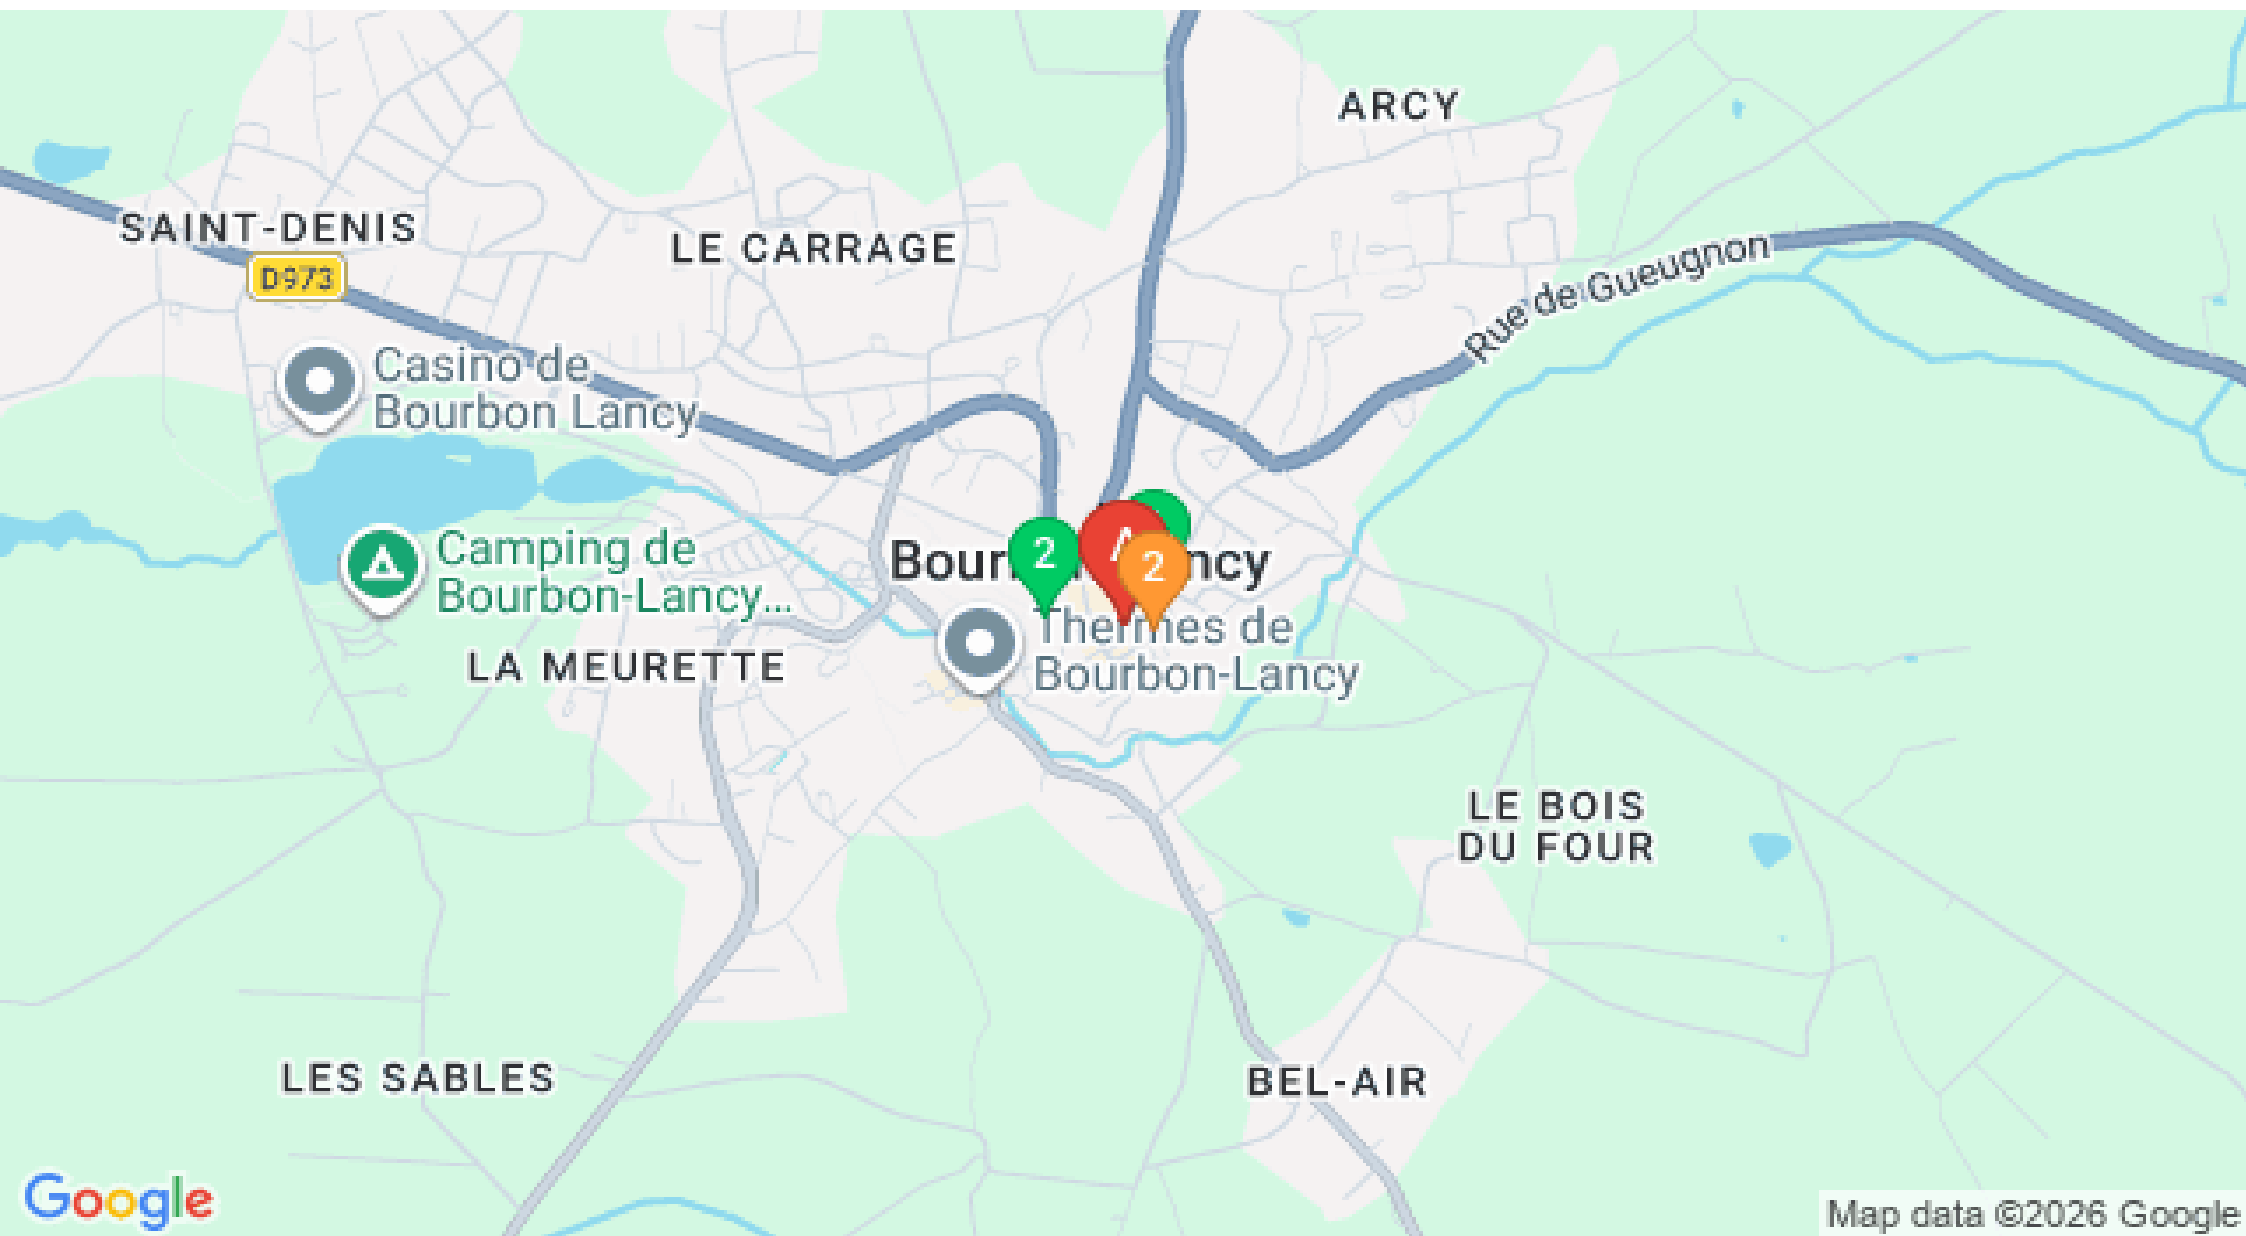 ARCY
SAINT-DENIS
LE CARRAGE
D973
Rue de Gueugnon
Casino de
Bourbon Lancy
2
A
2
Camping de
Bourbon-Lancy...
Thermes de
Bourbon-Lancy
LA MEURETTE
LE BOIS
DU FOUR
LES SABLES
BEL-AIR
Google
Map data ©2026 Google